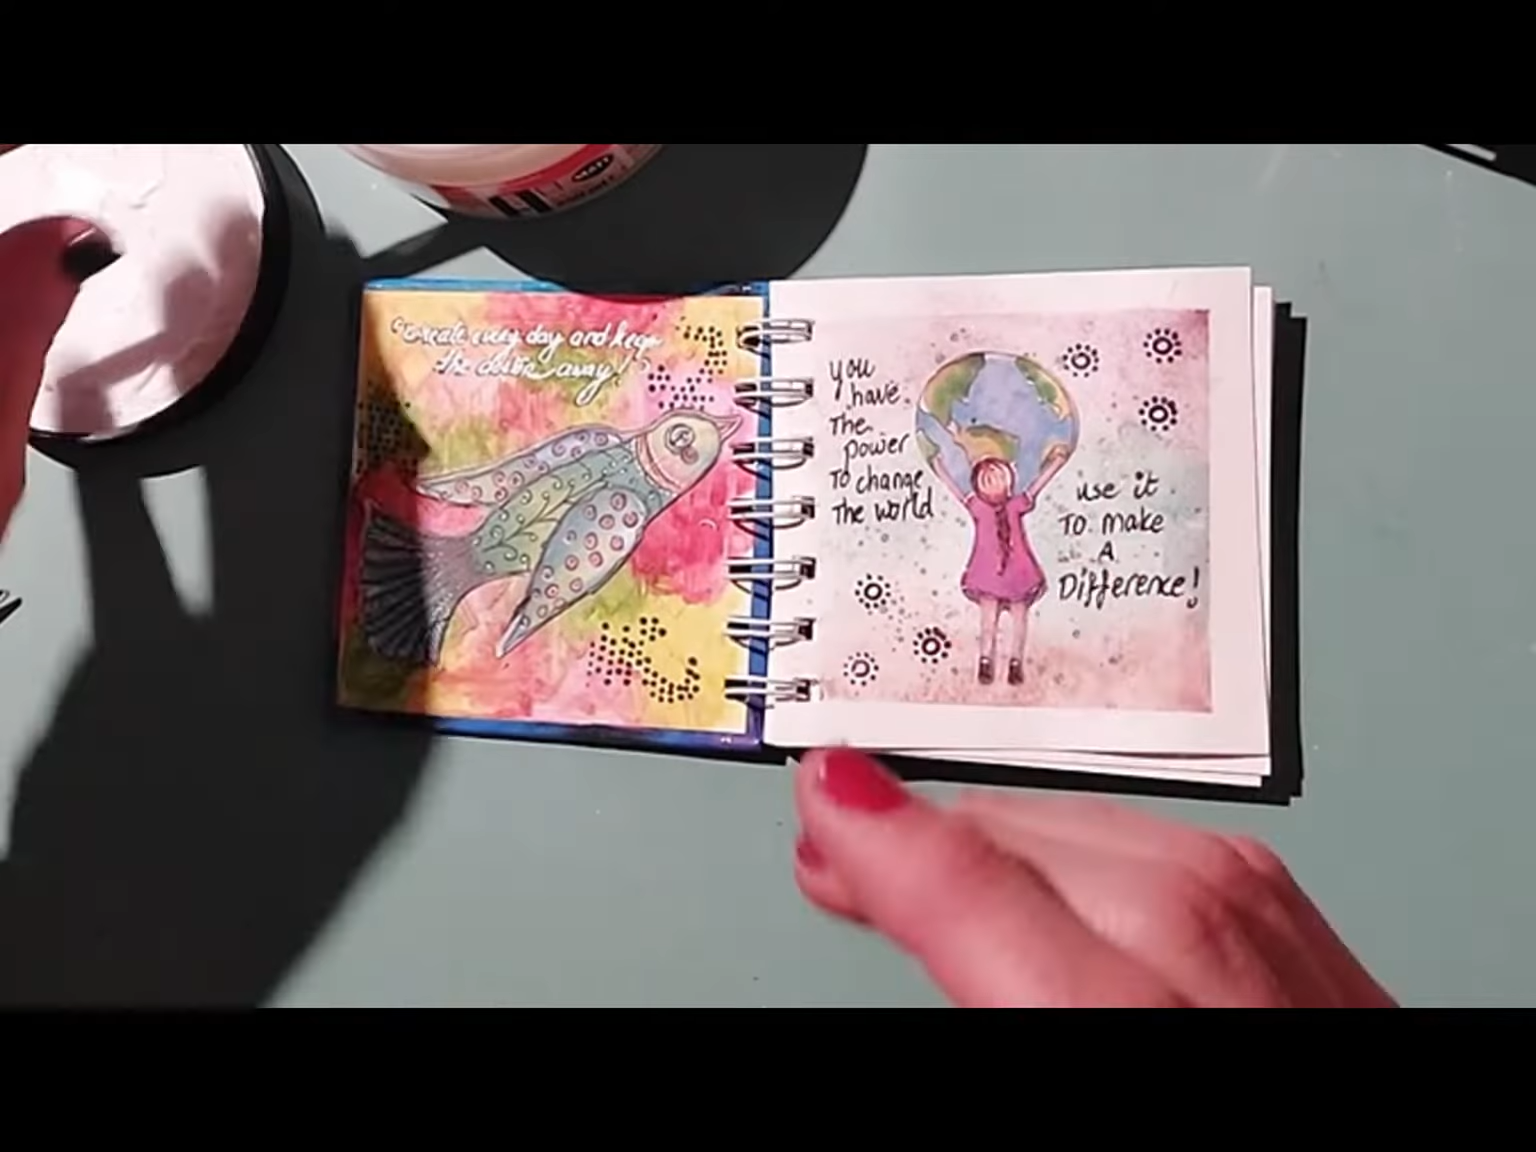 Create every day and keep
the away!
you
have
The
power
To change
The world
use it
To make
A
Difference!